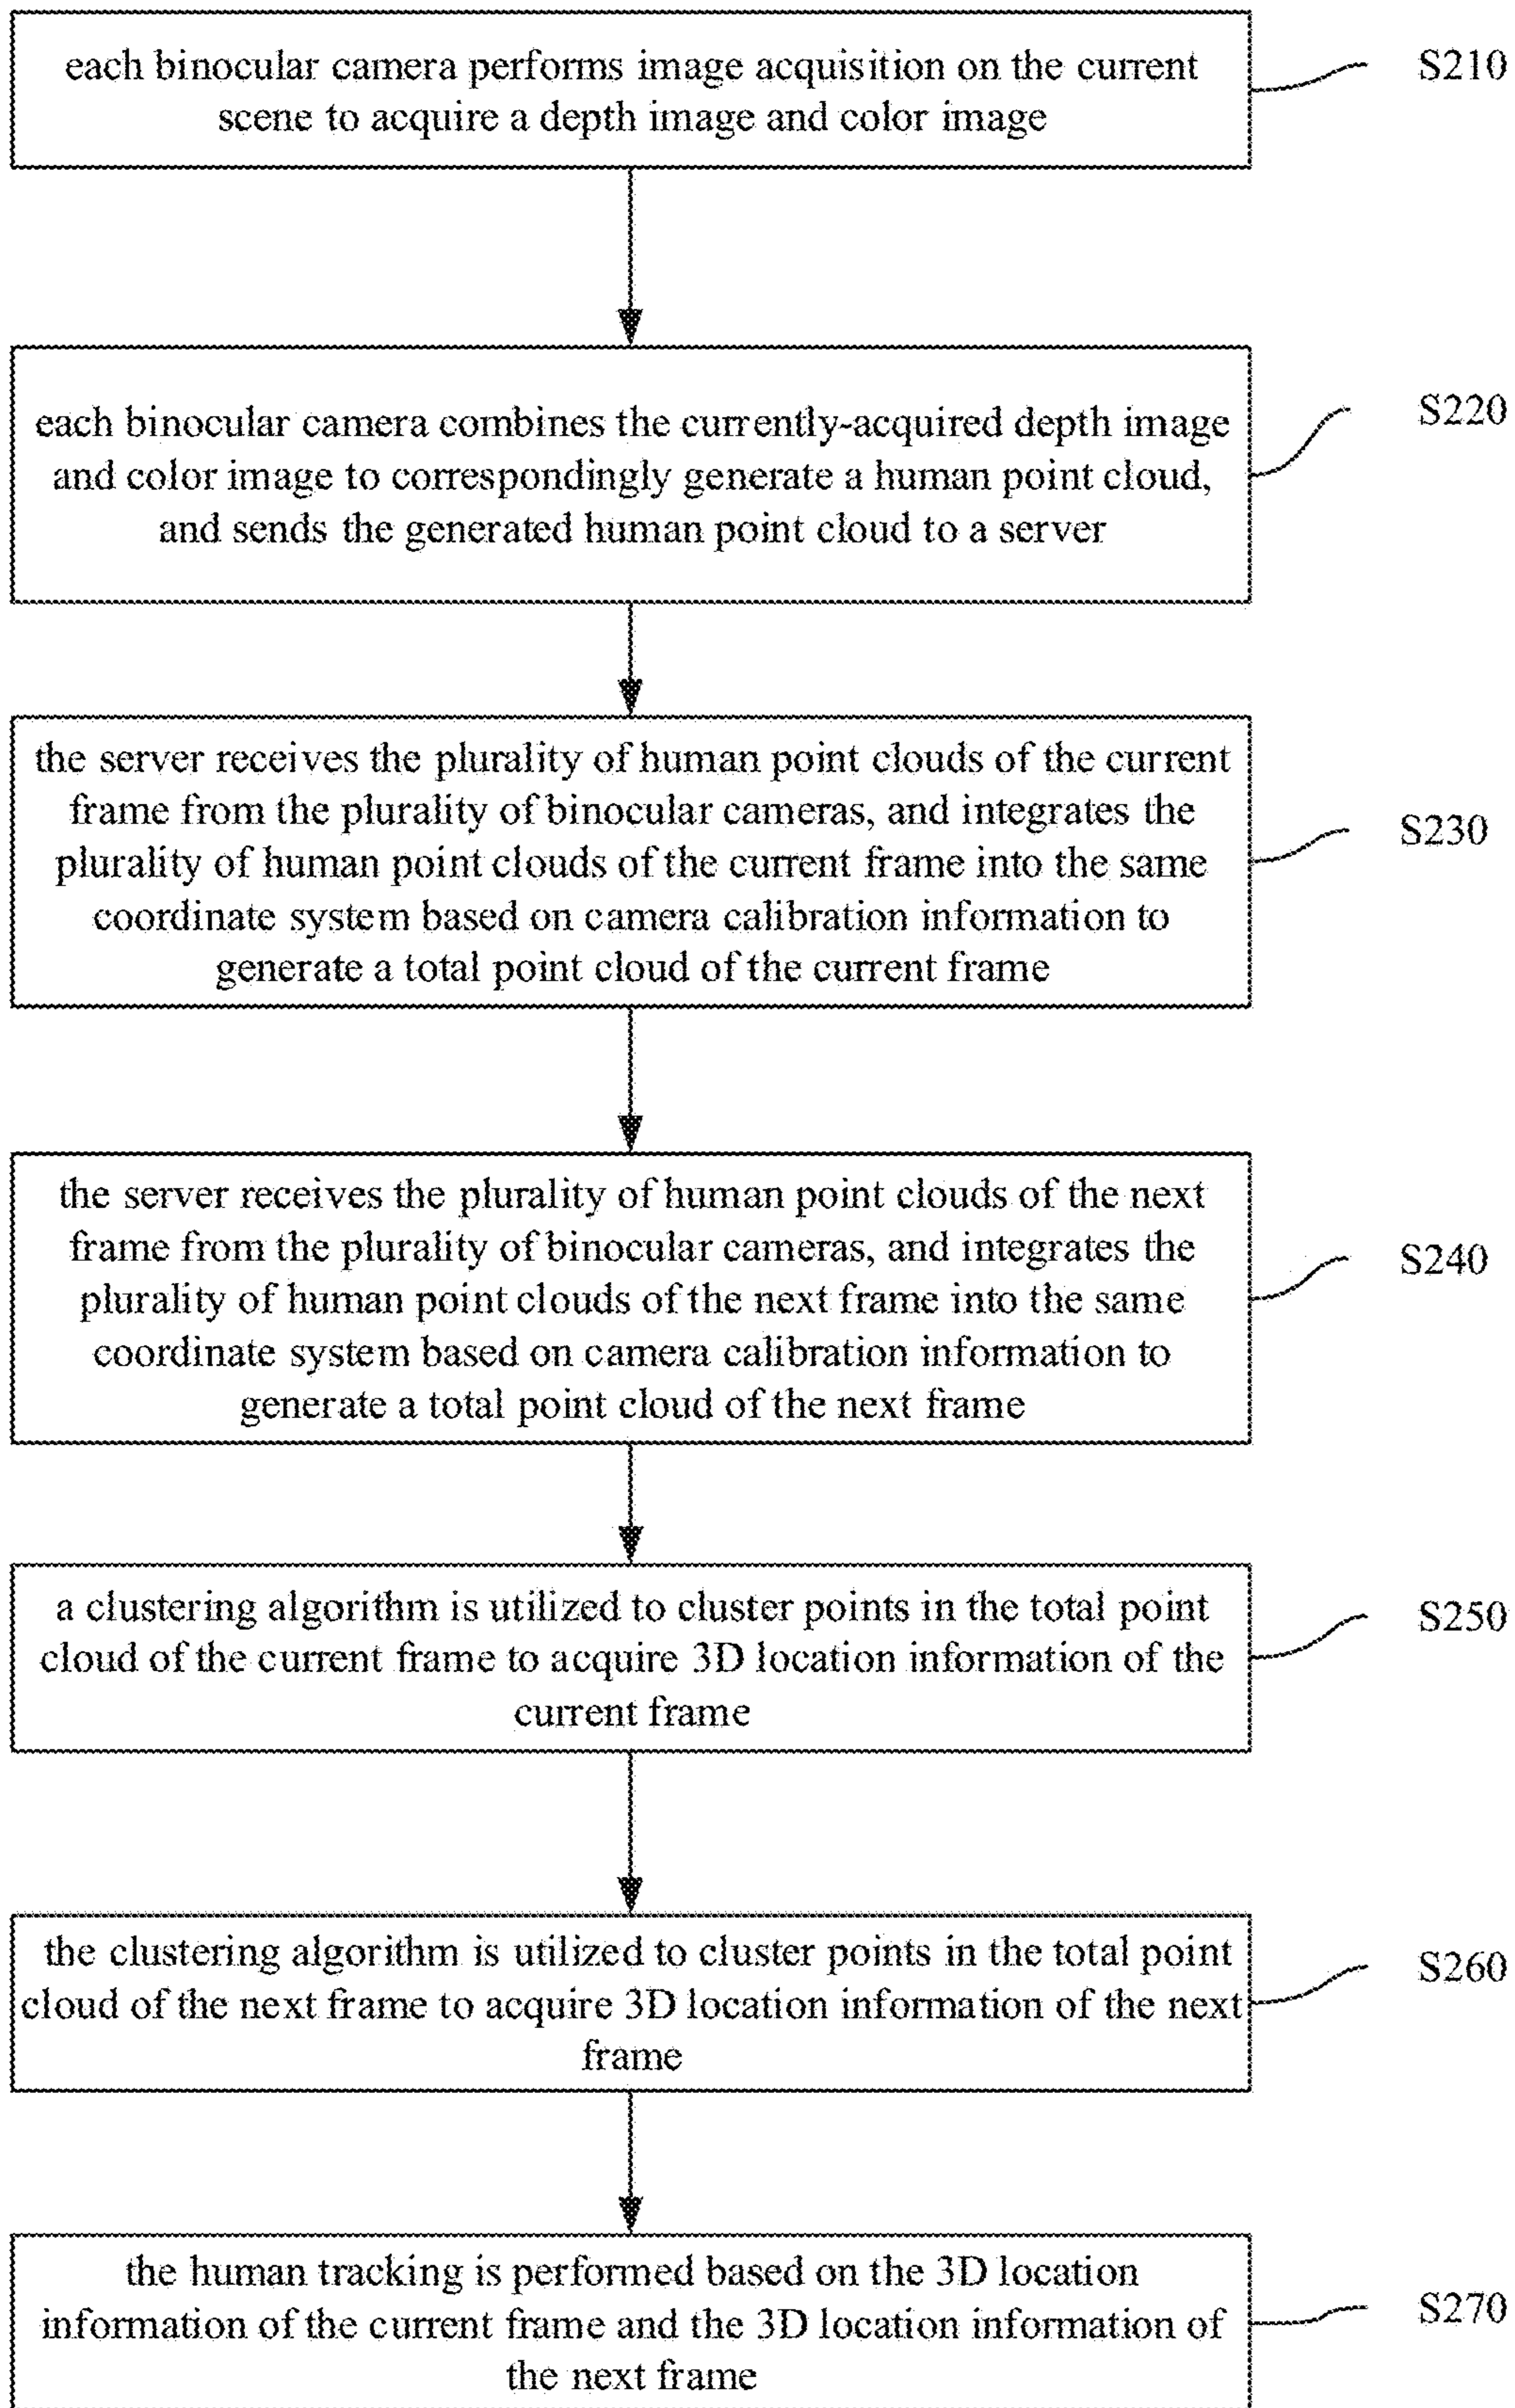 each binocular camera performs image acquisition on the current
scene to acquire a depth image and color image
S210
each binocular camera combines the currently-acquired depth image
and color image to correspondingly generate a human point cloud,
and sends the generated human point cloud to a server
S220
the server receives the plurality of human point clouds of the current
frame from the plurality of binocular cameras, and integrates the
plurality of human point clouds of the current frame into the same
coordinate system based on camera calibration information to
generate a total point cloud of the current frame
S230
the server receives the plurality of human point clouds of the next
frame from the plurality of binocular cameras, and integrates the
plurality of human point clouds of the next frame into the same
coordinate system based on camera calibration information to
generate a total point cloud of the next frame
S240
a clustering algorithm is utilized to cluster points in the total point
cloud of the current frame to acquire 3D location information of the
current frame
S250
the clustering algorithm is utilized to cluster points in the total point
cloud of the next frame to acquire 3D location information of the next
frame
S260
the human tracking is performed based on the 3D location
information of the current frame and the 3D location information of
the next frame
S270